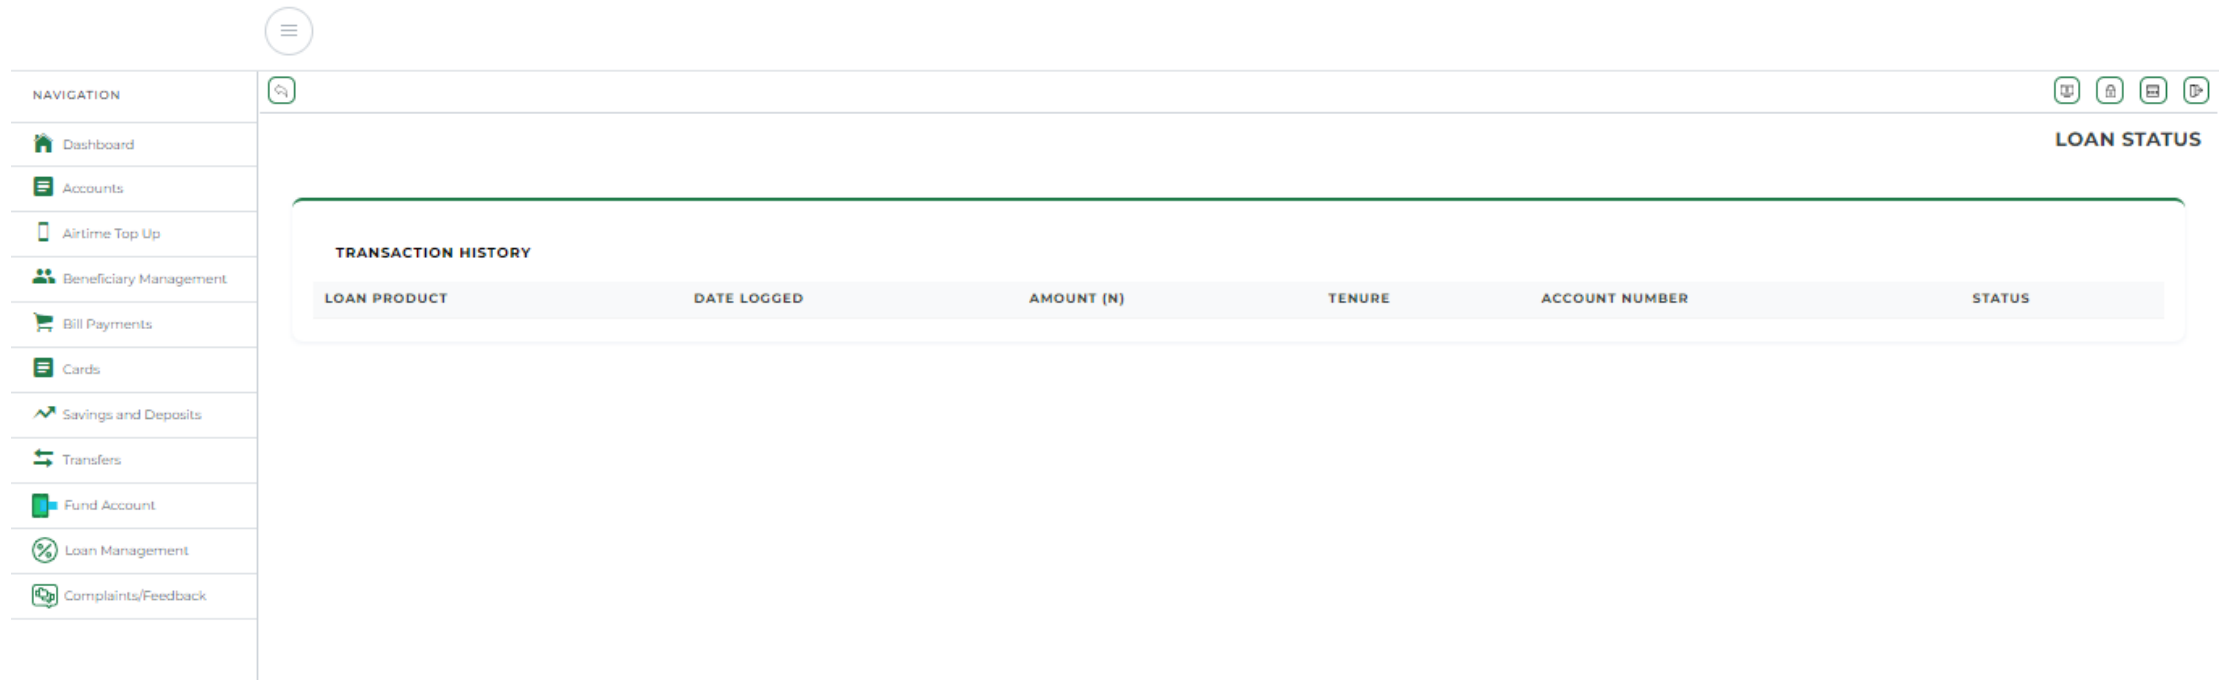 NAVIGATION
Dashboard
Accounts
Airtime Top Up
Beneficiary Management
Bill Payments
Cards
Savings and Deposits
Transfers
Fund Account
Loan Management
Complaints/Feedback
LOAN STATUS
TRANSACTION HISTORY
LOAN PRODUCT DATE LOGGED AMOUNT (N) TENURE ACCOUNT NUMBER STATUS